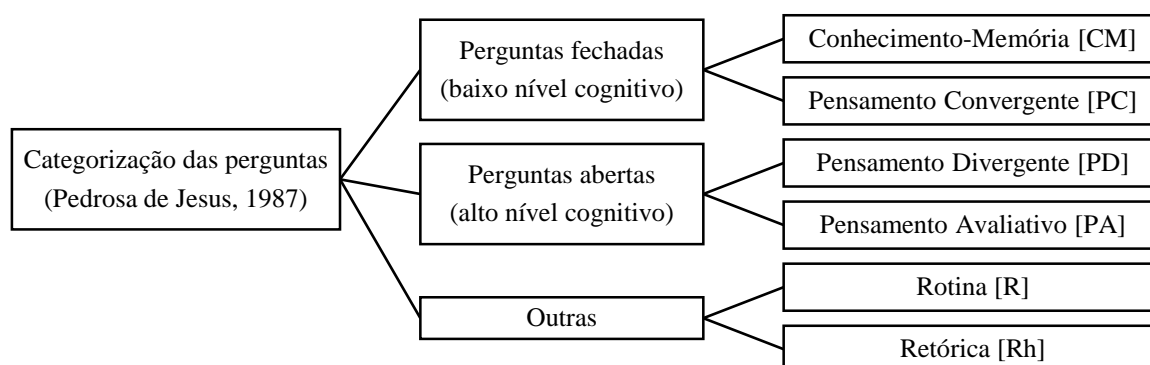 Categorização das perguntas
(Pedrosa de Jesus, 1987)
Perguntas fechadas
(baixo nível cognitivo)
Conhecimento-Memória [CM]
Pensamento Convergente [PC]
Perguntas abertas
(alto nível cognitivo)
Pensamento Divergente [PD]
Pensamento Avaliativo [PA]
Outras
Rotina [R]
Retórica [Rh]